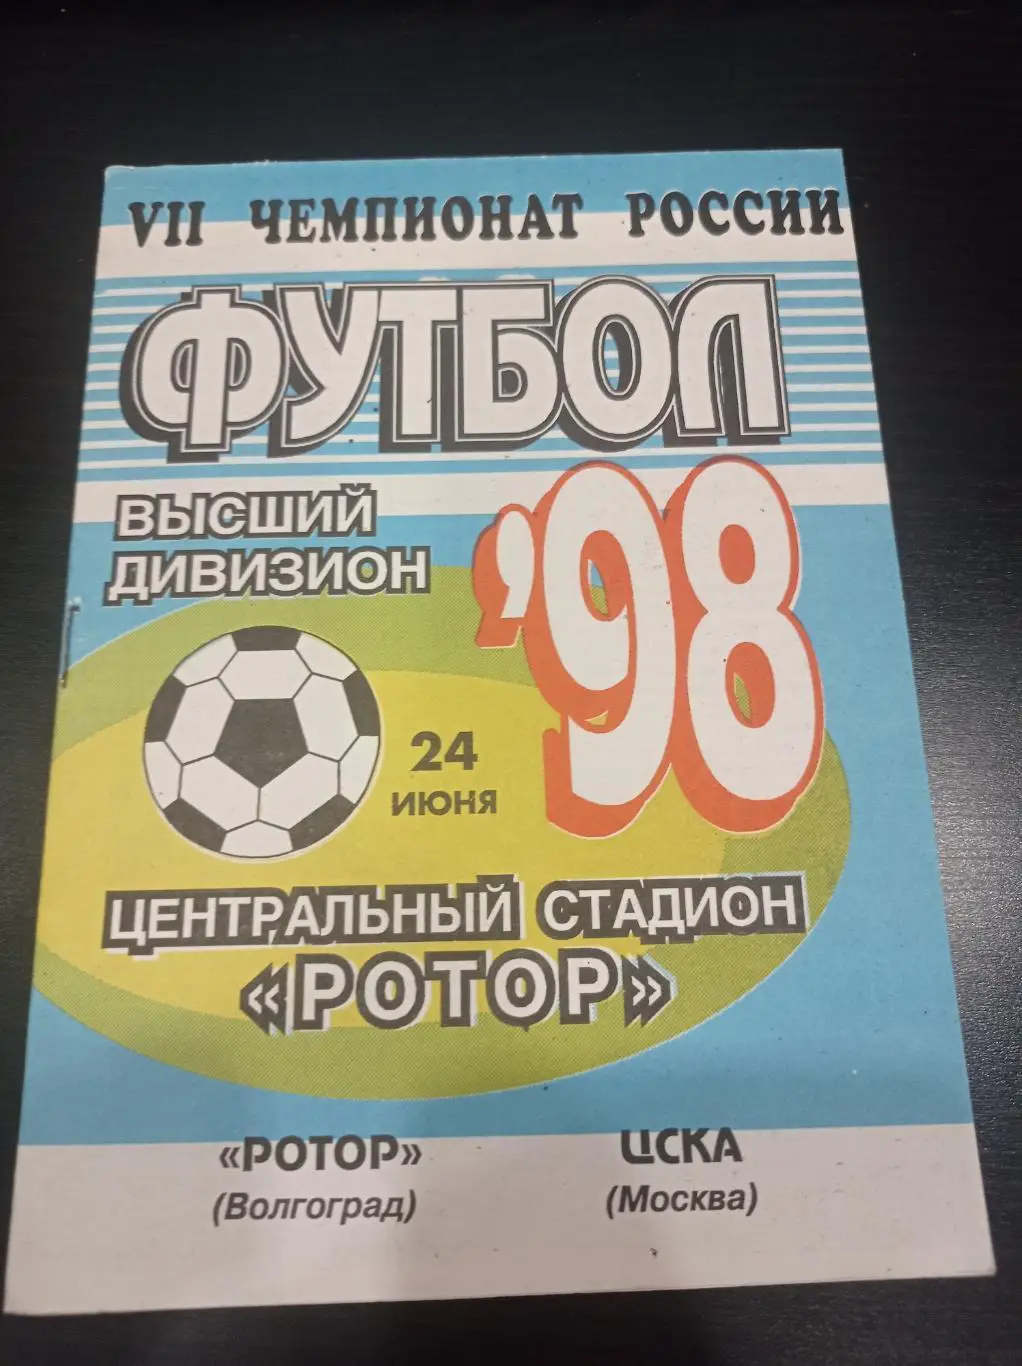 VII ЧЕМПИОНАТ РОССИИ
ФУТБОЛ
'98
ВЫСШИЙ
ДИВИЗИОН
24
ИЮНЯ
ЦЕНТРАЛЬНЫЙ СТАДИОН
«РОТОР»
«РОТОР» ЦСКА
(Волгоград) (Москва)